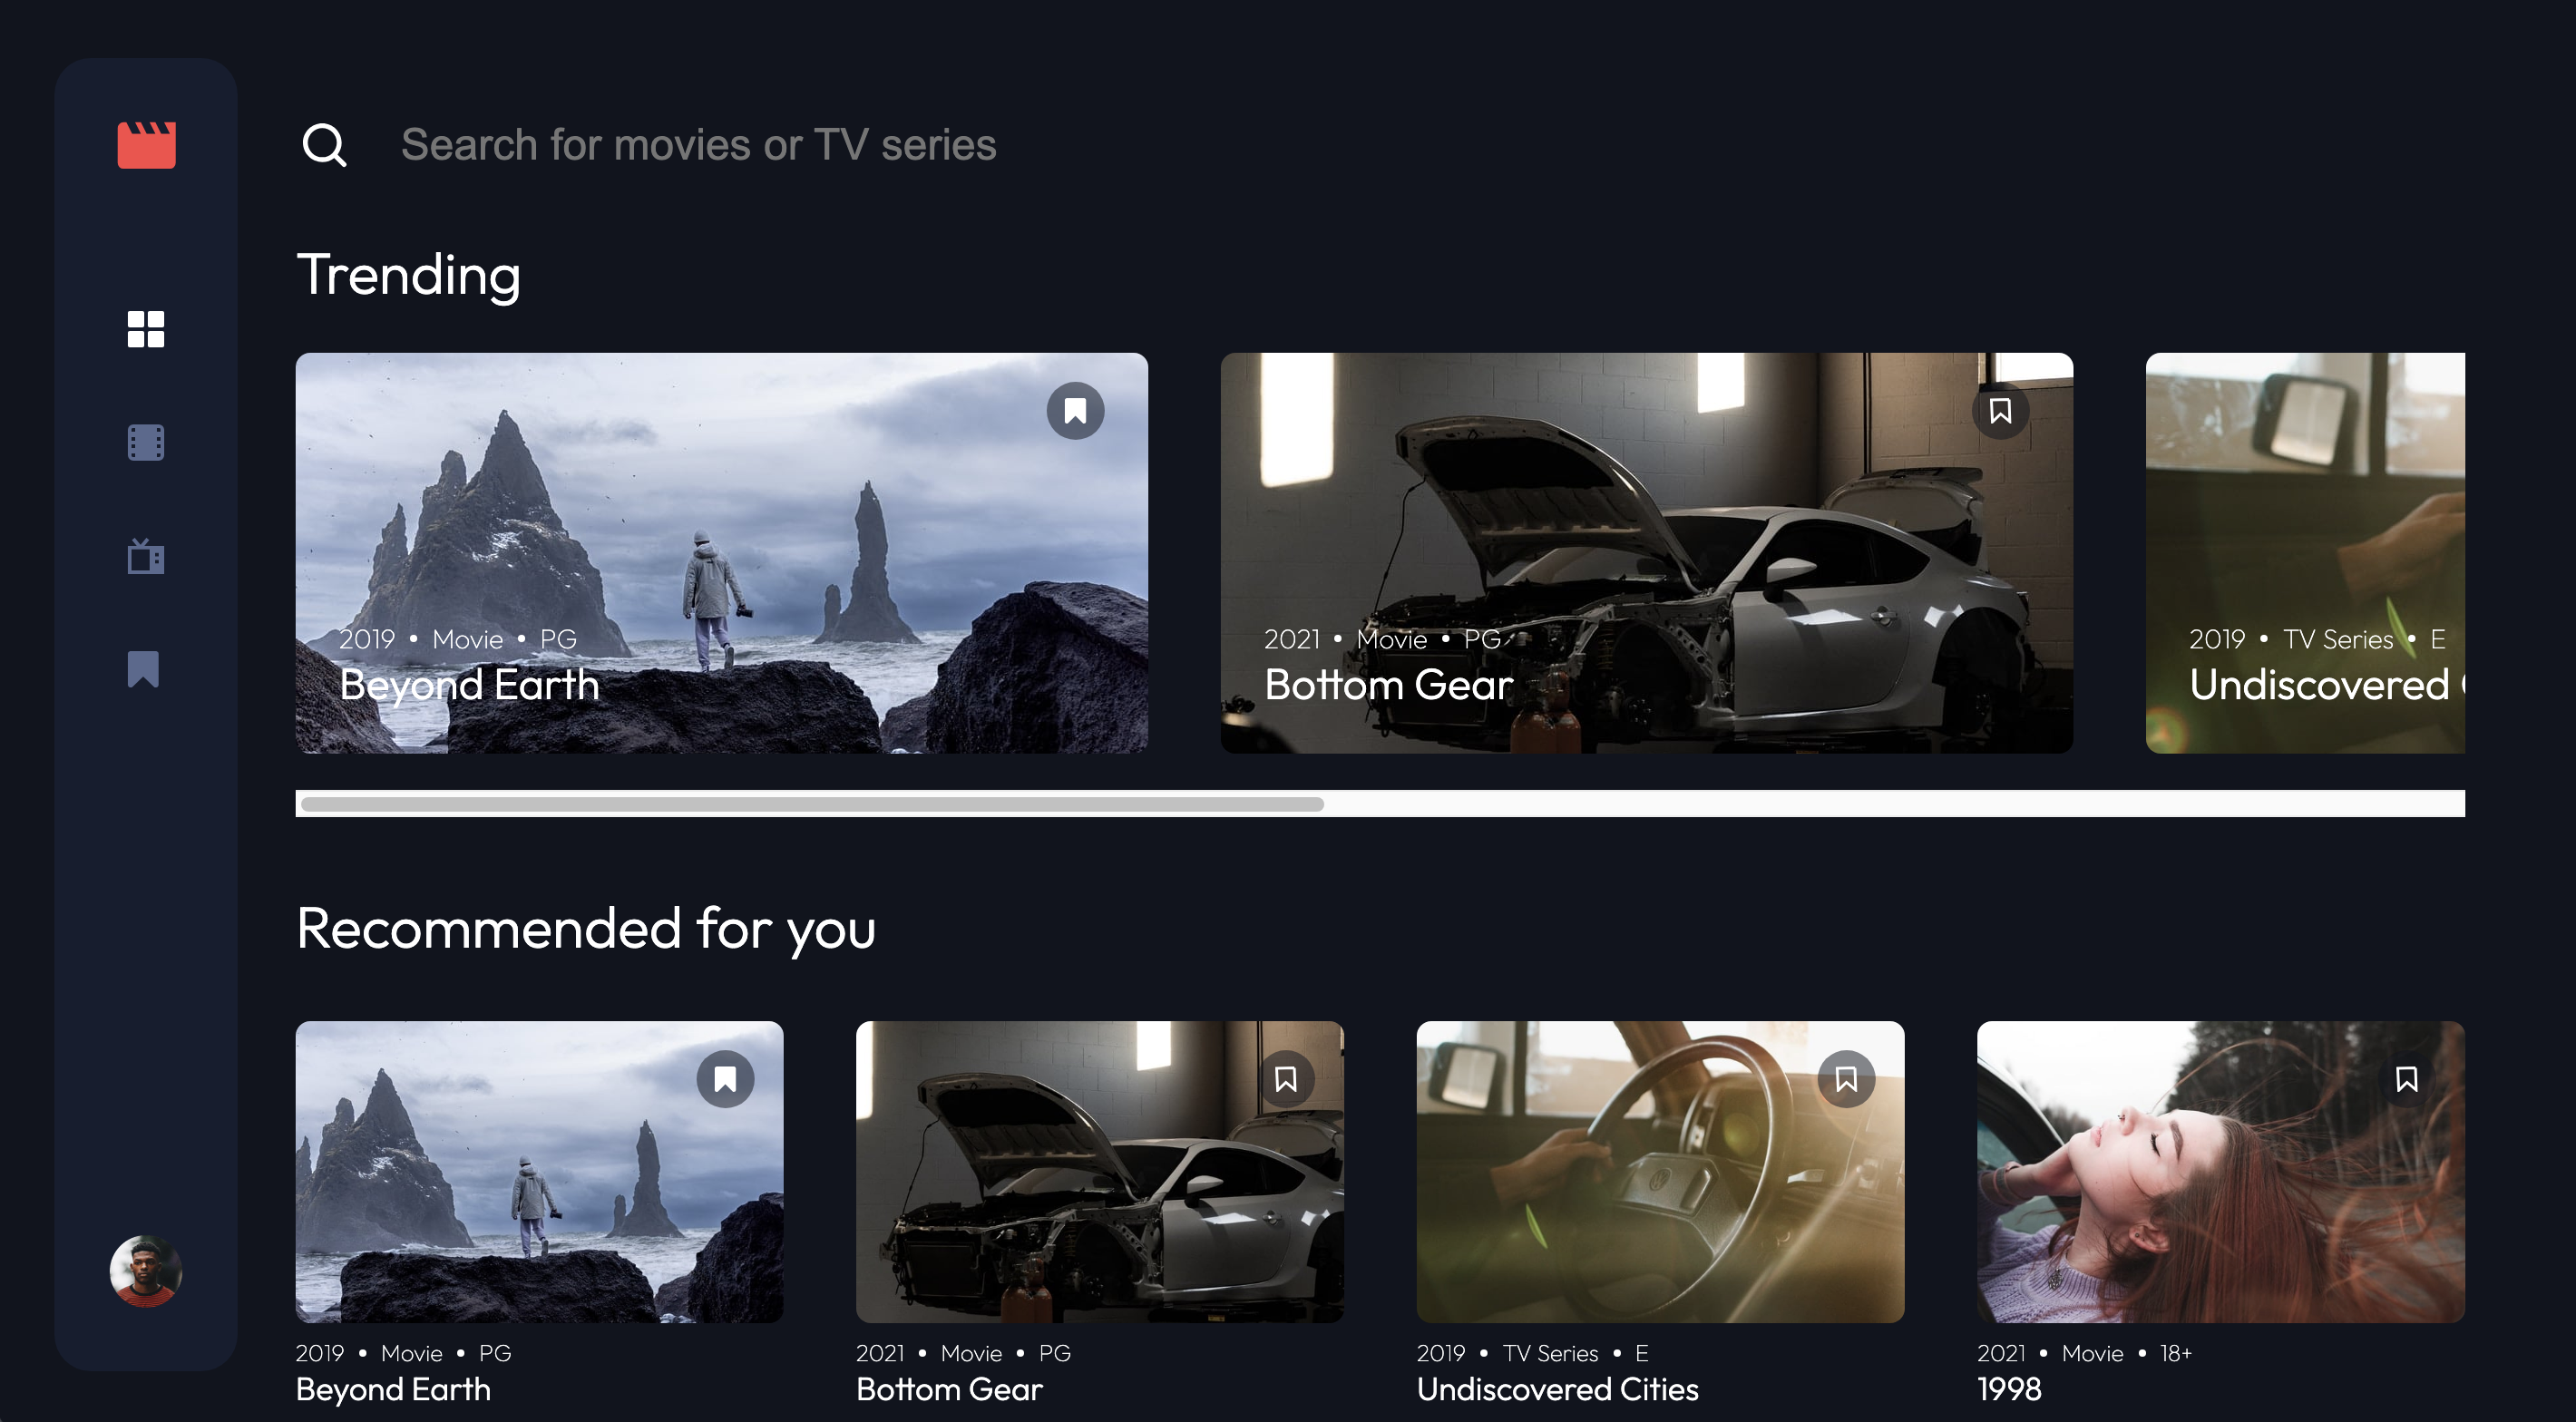 Search for movies or TV series
Trending
2019 • Movie • PG
Beyond Earth
2021 • Movie • PG
Bottom Gear
2019 • TV Series • E
Undiscovered
Recommended for you
2019 • Movie • PG
Beyond Earth
2021 • Movie • PG
Bottom Gear
2019 • TV Series • E
Undiscovered Cities
2021 • Movie • 18+
1998